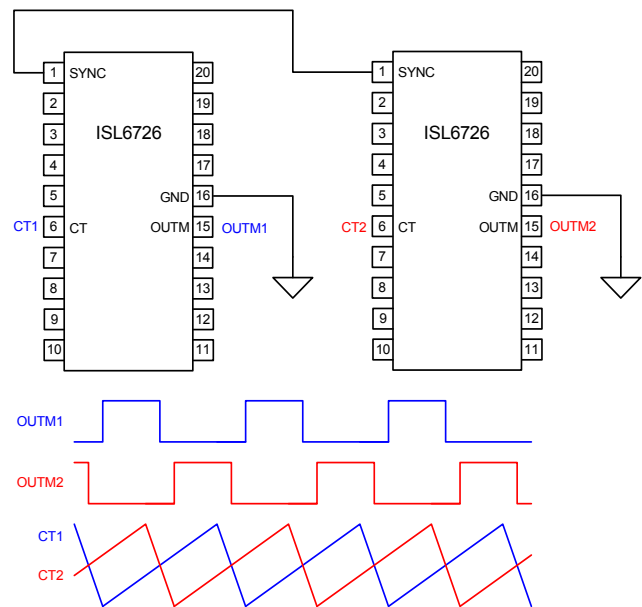 1 SYNC 20
2 19
3 ISL6726 18
4 17
5 GND 16
CT1 6 CT OUTM 15 OUTM1
7 14
8 13
9 12
10 11
1 SYNC 20
2 19
3 ISL6726 18
4 17
5 GND 16
CT2 6 CT OUTM 15 OUTM2
7 14
8 13
9 12
10 11
OUTM1
OUTM2
CT1
CT2